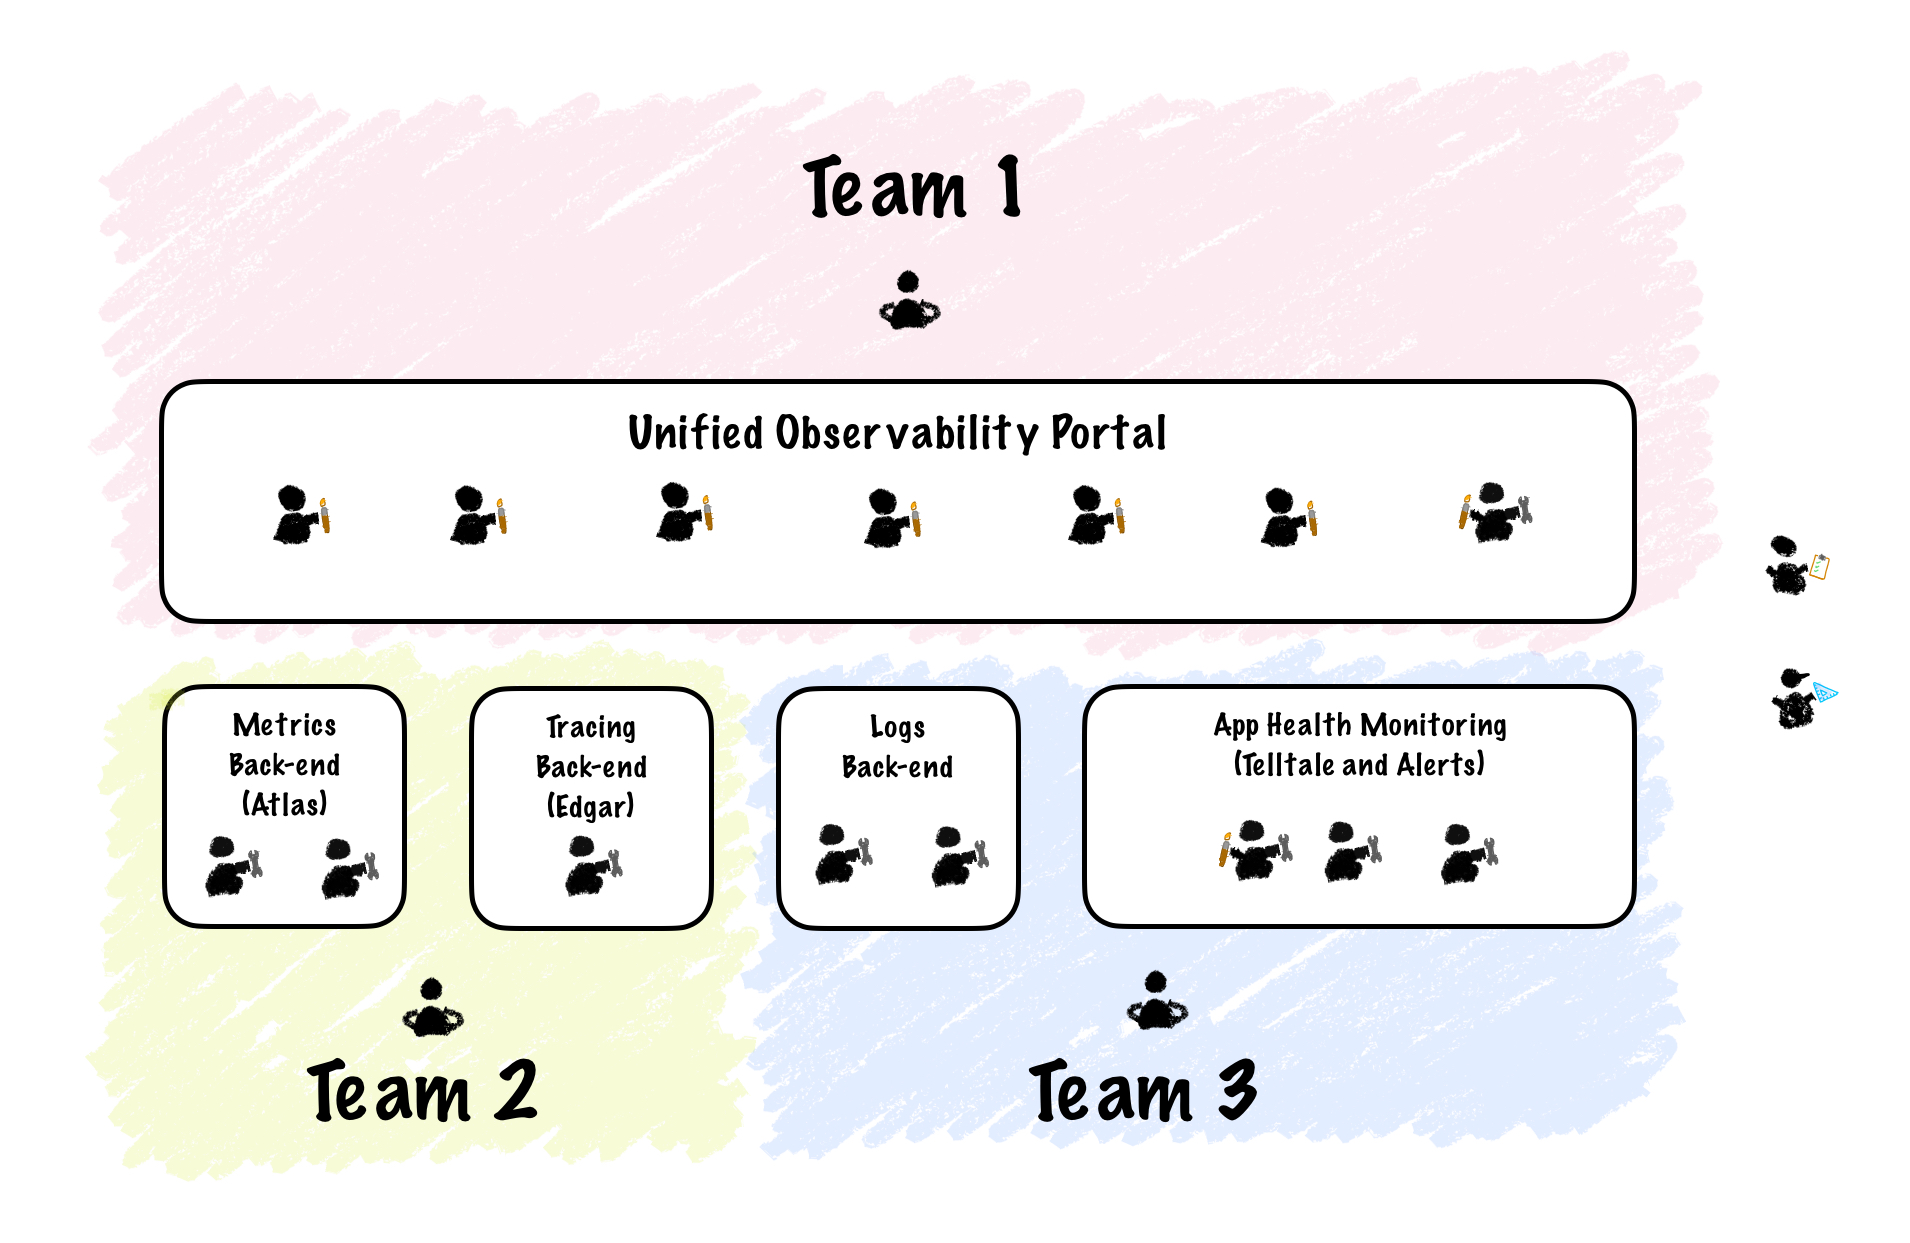 Team 1
Unified Observability Portal
Metrics
Back-end
(Atlas)
Tracing
Back-end
(Edgar)
Logs
Back-end
App Health Monitoring
(Telltale and Alerts)
Team 2
Team 3